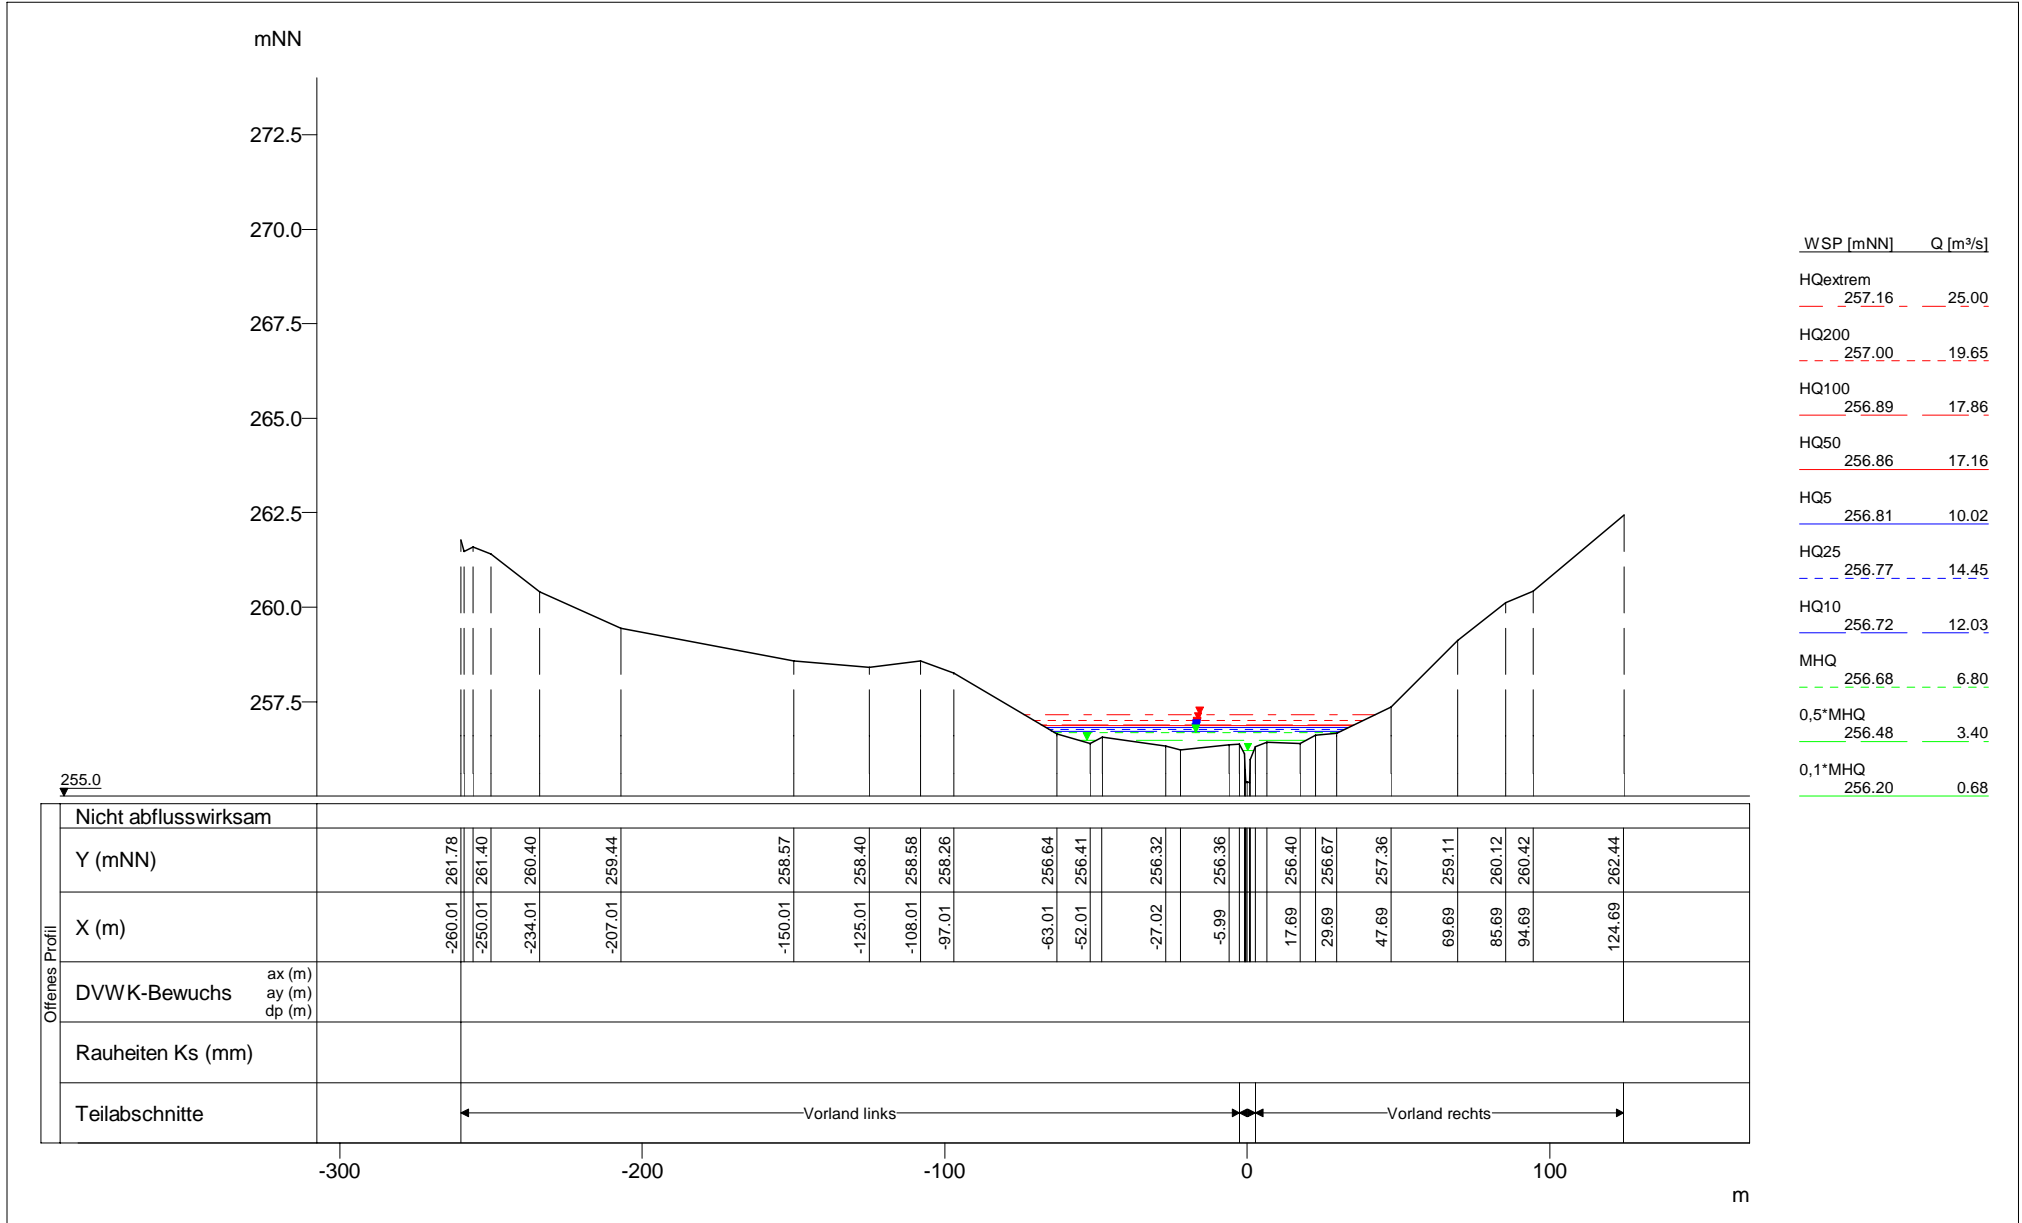 mNN
272.5
270.0
267.5
265.0
262.5
260.0
257.5
255.0
WSP [mNN] Q [m³/s]
HQextrem
257.16 25.00
HQ200
257.00 19.65
HQ100
256.89 17.86
HQ50
256.86 17.16
HQ5
256.81 10.02
HQ25
256.77 14.45
HQ10
256.72 12.03
MHQ
256.68 6.80
0,5*MHQ
256.48 3.40
0,1*MHQ
256.20 0.68
Offenes Profil
Nicht abflusswirksam
Y (mNN) 261.78 261.40 260.40 259.44 258.57 258.40 258.58 258.26 256.64 256.41 256.32 256.36 256.40 256.67 257.36 259.11 260.12 260.42 262.44
X (m) -260.01 -250.01 -234.01 -207.01 -150.01 -125.01 -108.01 -97.01 -63.01 -52.01 -27.02 -5.99 17.69 29.69 47.69 69.69 85.69 94.69 124.69
DVWK-Bewuchs
ax (m)
ay (m)
dp (m)
Rauheiten Ks (mm)
Teilabschnitte Vorland links Vorland rechts
-300 -200 -100 0 100
m